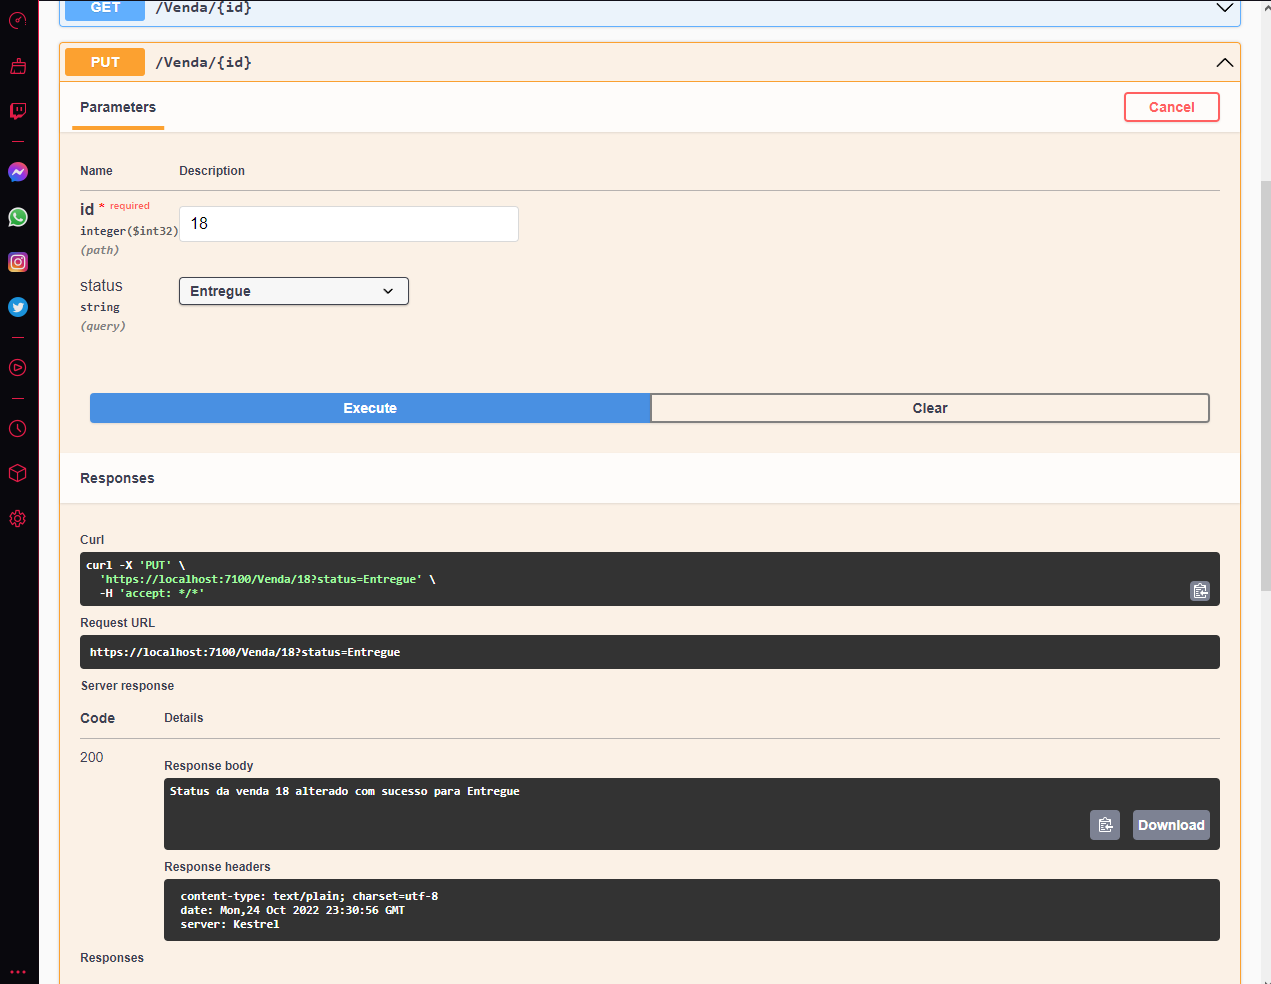 GET /Venda/{id}
PUT /Venda/{id}
Parameters
Cancel
Name Description
id * required
integer($int32)
(path)
18
status
string
(query)
Entregue
Execute
Clear
Responses
Curl
curl -X 'PUT' \
'https://localhost:7100/Venda/18?status=Entregue' \
-H 'accept: */*'
Request URL
https://localhost:7100/Venda/18?status=Entregue
Server response
Code Details
200
Response body
Status da venda 18 alterado com sucesso para Entregue
Download
Response headers
content-type: text/plain; charset=utf-8
date: Mon,24 Oct 2022 23:30:56 GMT
server: Kestrel
Responses